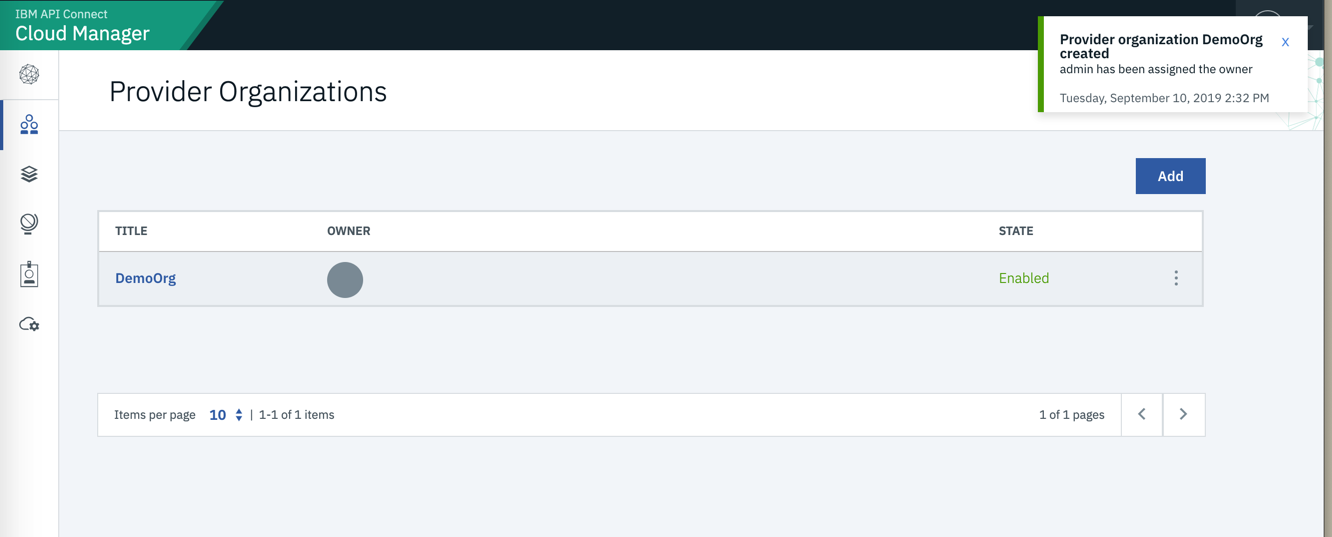 IBM API Connect
Cloud Manager
Provider organization DemoOrg
created
X
admin has been assigned the owner
Tuesday, September 10, 2019 2:32 PM
Provider Organizations
Add
TITLE OWNER STATE
DemoOrg Enabled
Items per page 10 | 1-1 of 1 items 1 of 1 pages